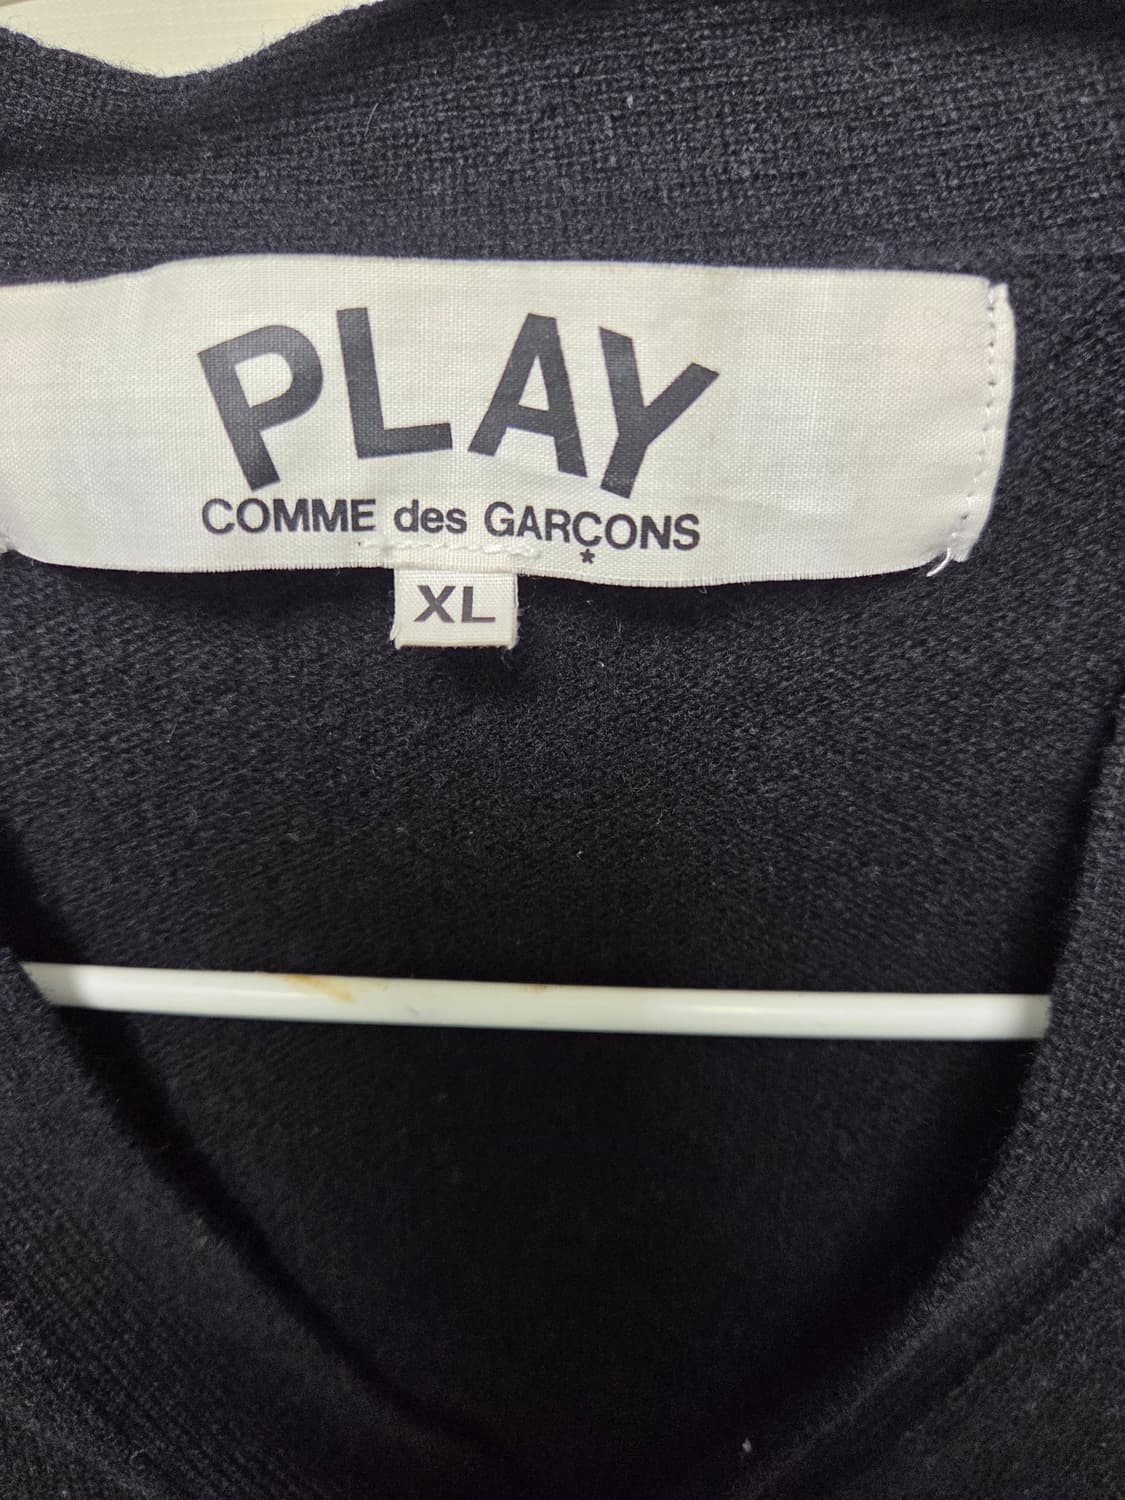 PLAY
COMME des GARÇONS
*
XL